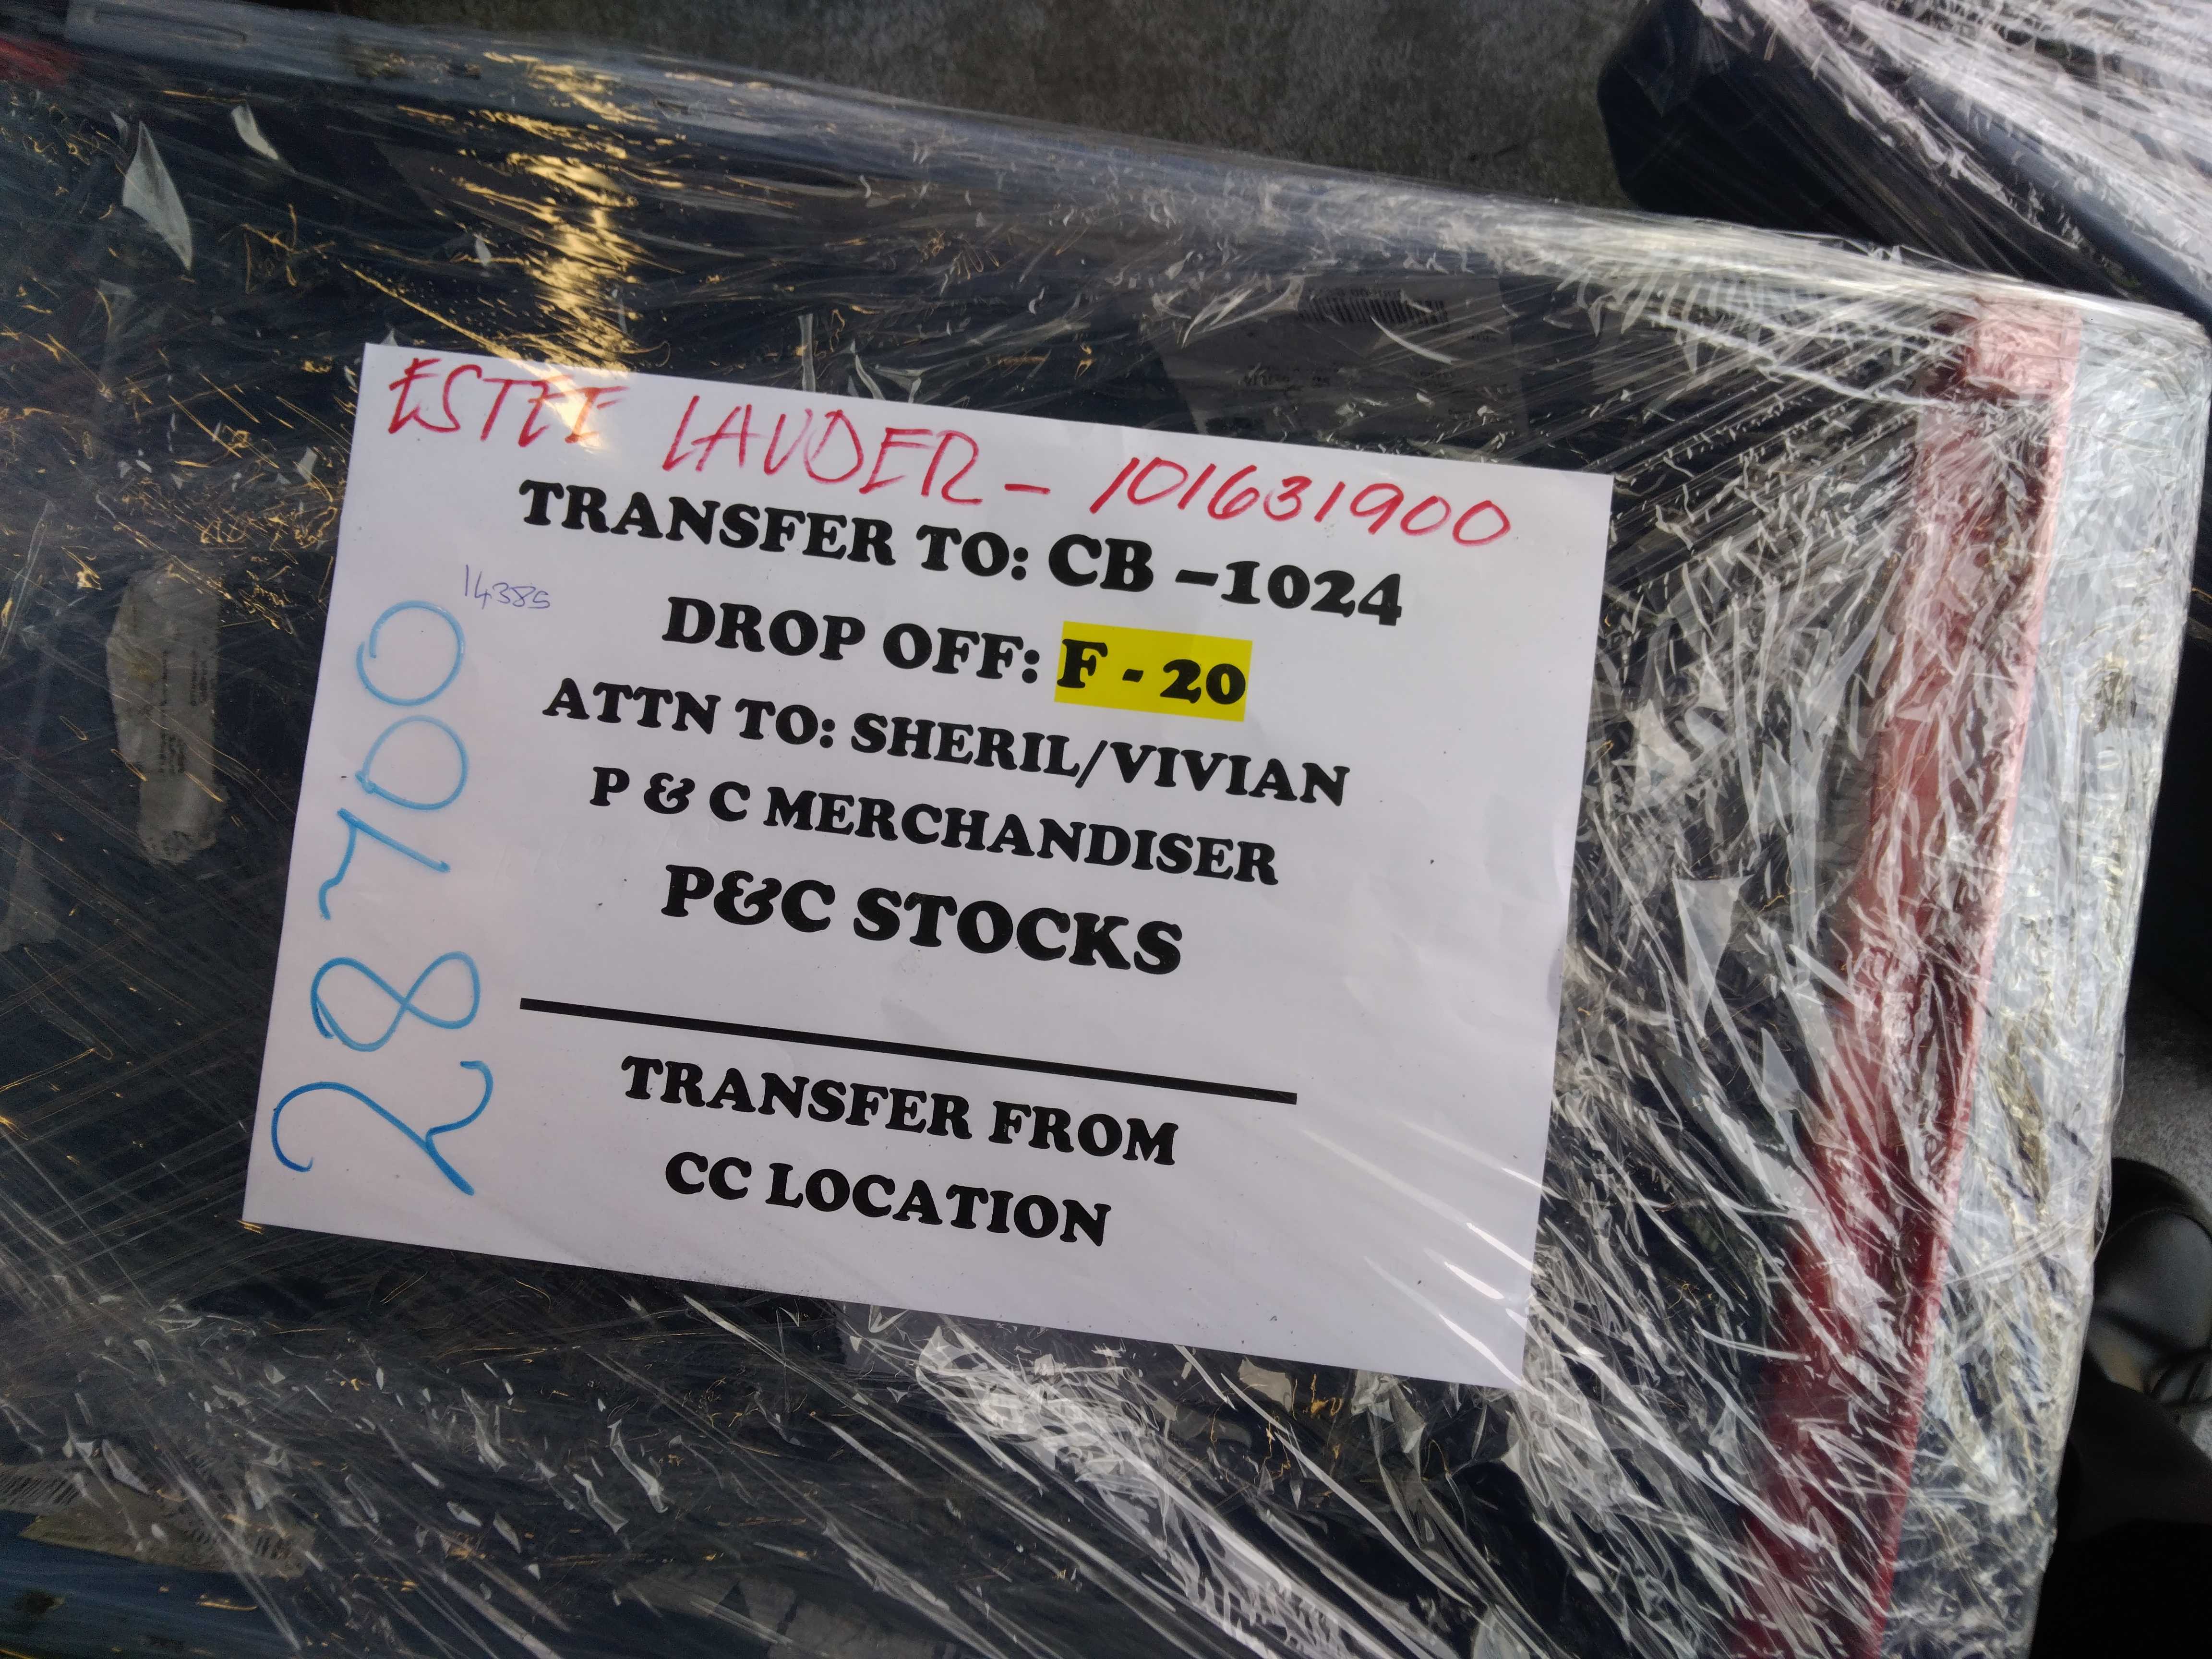 ESTEE LAUDER - 101631900
TRANSFER TO: CB -1024
14385
DROP OFF: F - 20
ATTN TO: SHERIL/VIVIAN
P & C MERCHANDISER
P&C STOCKS
TRANSFER FROM
CC LOCATION
28700